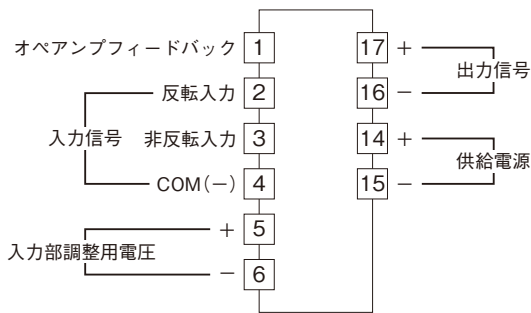 オペアンプフィードバック 1
反転入力 2
入力信号
非反転入力 3
COM(−) 4
+ 5
入力部調整用電圧
− 6
17 +
出力信号
16 −
14 +
供給電源
15 −